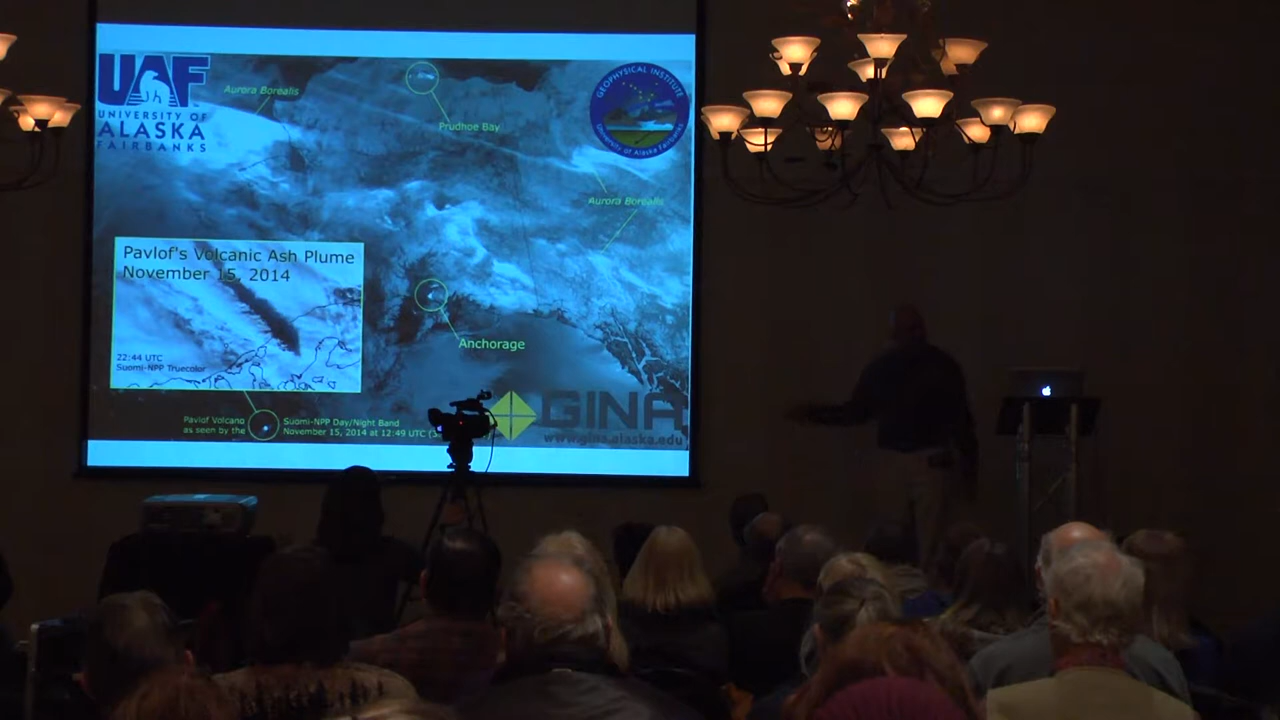 UAF
UNIVERSITY OF
ALASKA
FAIRBANKS
Aurora Borealis
Prudhoe Bay
GEOPHYSICAL INSTITUTE
University of Alaska Fairbanks
Aurora Borealis
Pavlof's Volcanic Ash Plume
November 15, 2014
22:44 UTC
Suomi-NPP Truecolor
Anchorage
Pavlof Volcano
as seen by the
Suomi-NPP Day/Night Band
November 15, 2014 at 12:49 UTC
GINA
www.gina.alaska.edu